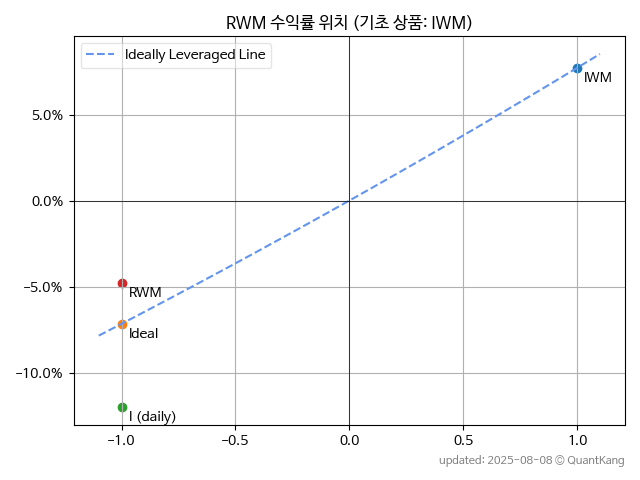 RWM 수익률 위치 (기초 상품: IWM)
Ideally Leveraged Line
IWM
5.0%
0.0%
−5.0%
RWM
Ideal
−10.0%
I (daily)
−1.0
−0.5
0.0
0.5
1.0
updated: 2025-08-08 © QuantKang